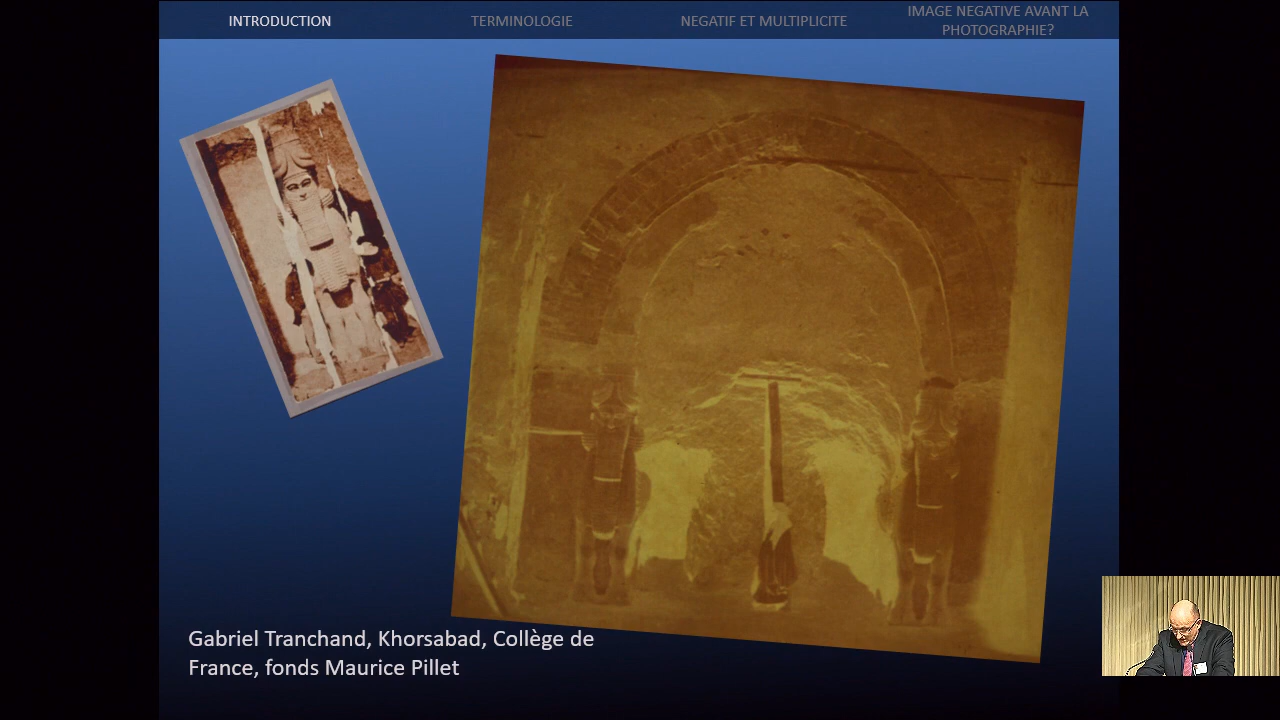 INTRODUCTION
TERMINOLOGIE
NEGATIF ET MULTIPLICITE
IMAGE NEGATIVE AVANT LA
PHOTOGRAPHIE?
Gabriel Tranchand, Khorsabad, Collège de
France, fonds Maurice Pillet